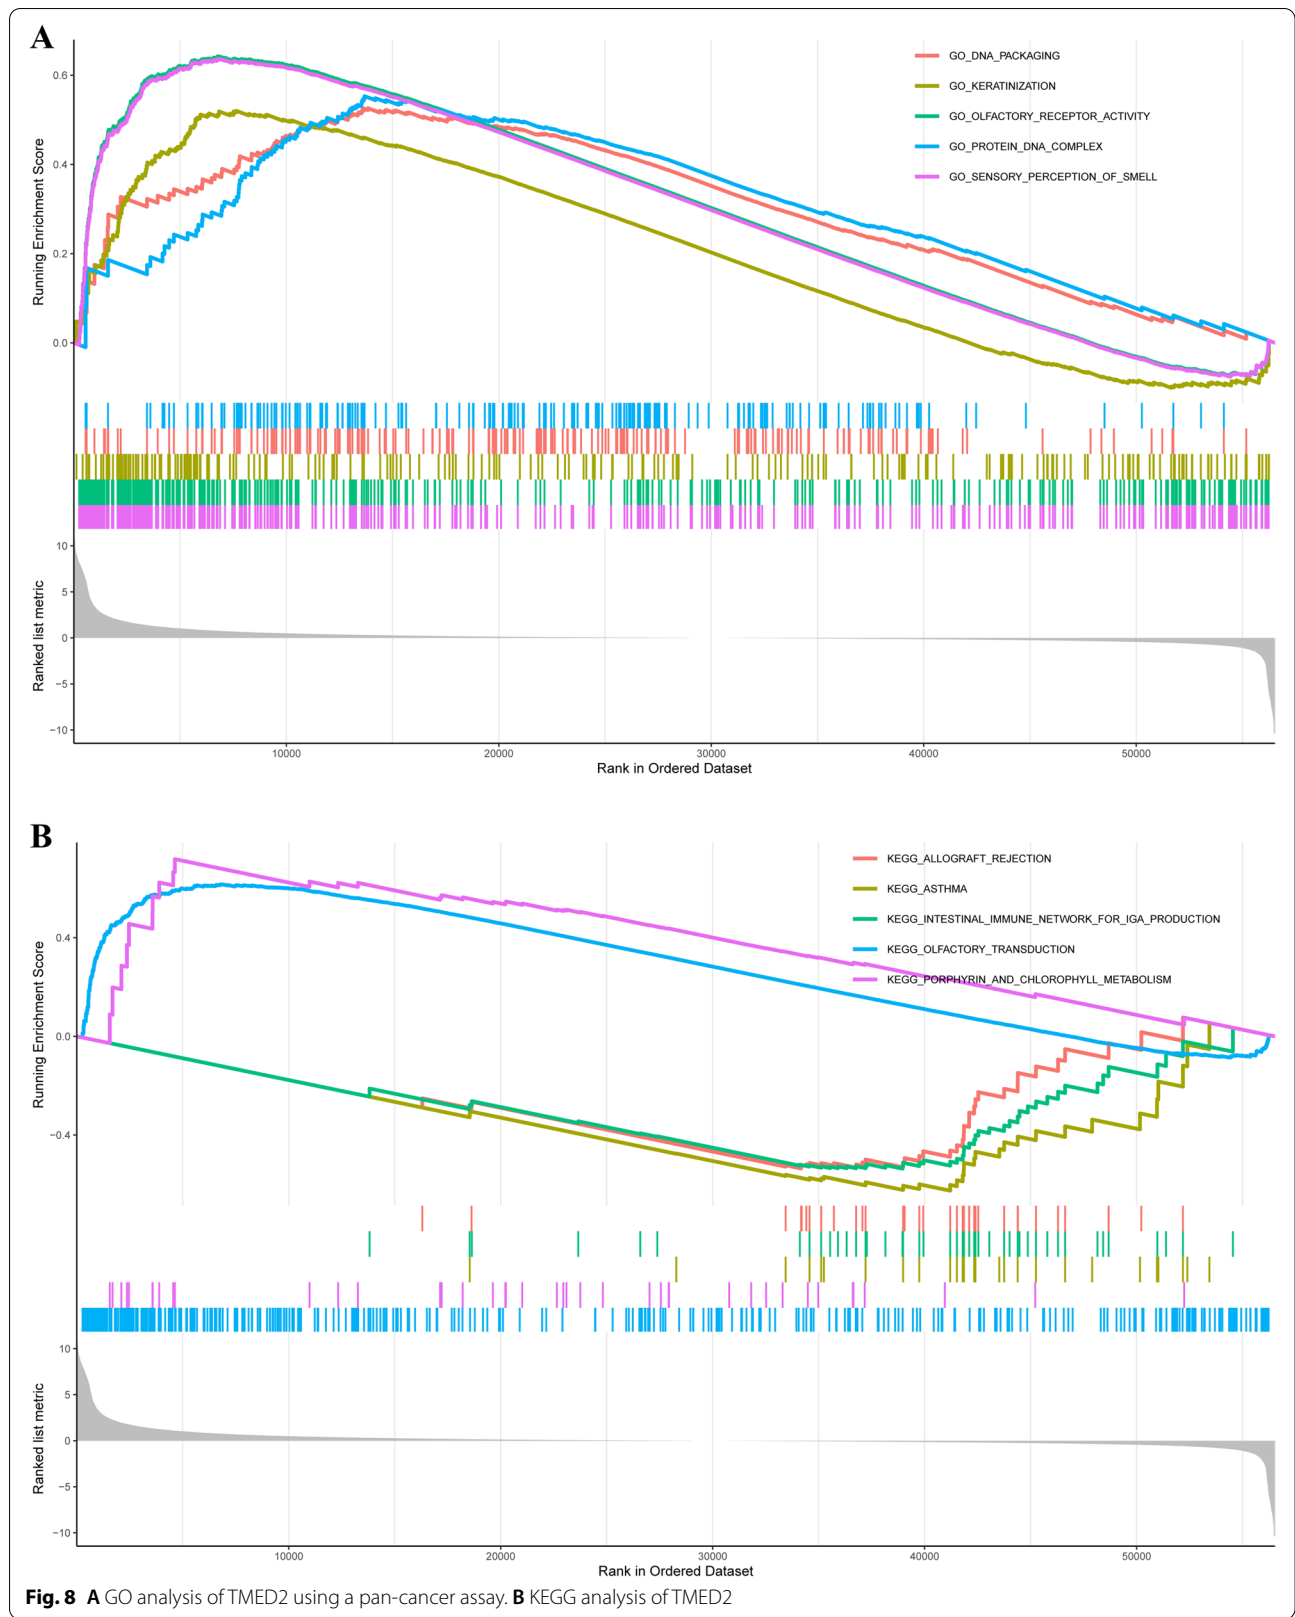 A
GO_DNA_PACKAGING
GO_KERATINIZATION
GO_OLFACTORY_RECEPTOR_ACTIVITY
GO_PROTEIN_DNA_COMPLEX
GO_SENSORY_PERCEPTION_OF_SMELL
Running Enrichment Score
0.6
0.4
0.2
0.0
Ranked list metric
10
5
0
−5
−10
10000 20000 30000 40000 50000
Rank in Ordered Dataset
B
KEGG_ALLOGRAFT_REJECTION
KEGG_ASTHMA
KEGG_INTESTINAL_IMMUNE_NETWORK_FOR_IGA_PRODUCTION
KEGG_OLFACTORY_TRANSDUCTION
KEGG_PORPHYRIN_AND_CHLOROPHYLL_METABOLISM
Running Enrichment Score
0.4
0.0
−0.4
Ranked list metric
10
5
0
−5
−10
10000 20000 30000 40000 50000
Rank in Ordered Dataset
Fig. 8 A GO analysis of TMED2 using a pan-cancer assay. B KEGG analysis of TMED2